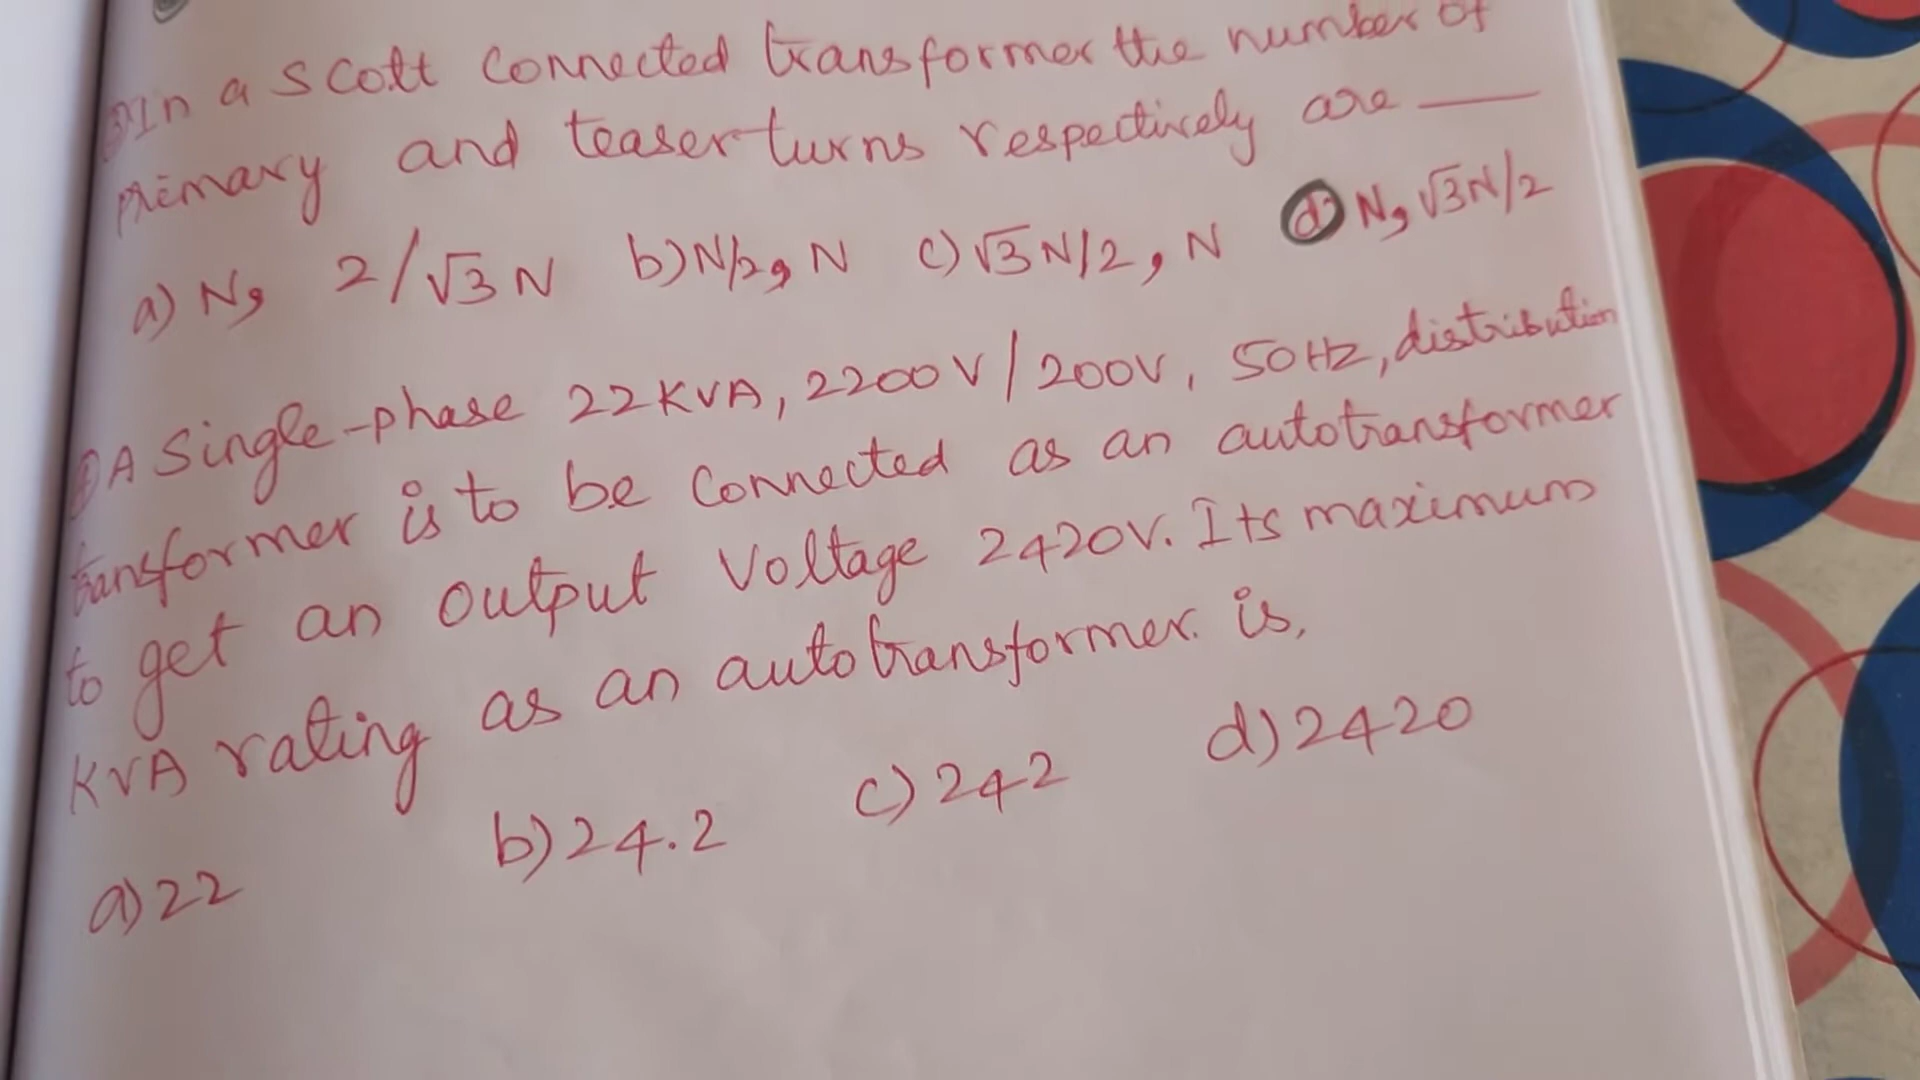 3) In a Scott Connected transformer the number of
primary and teaser turns respectively are ___
a) N, 2/√3 N b) N/2, N c) √3 N/2, N d) N, √3N/2
A Single-phase 22KVA, 2200V/200V, 50Hz, distribution
transformer is to be Connected as an autotransformer
to get an output Voltage 2420V. Its maximum
KVA rating as an autotransformer. is.
a) 22 b) 24.2 c) 242 d) 2420